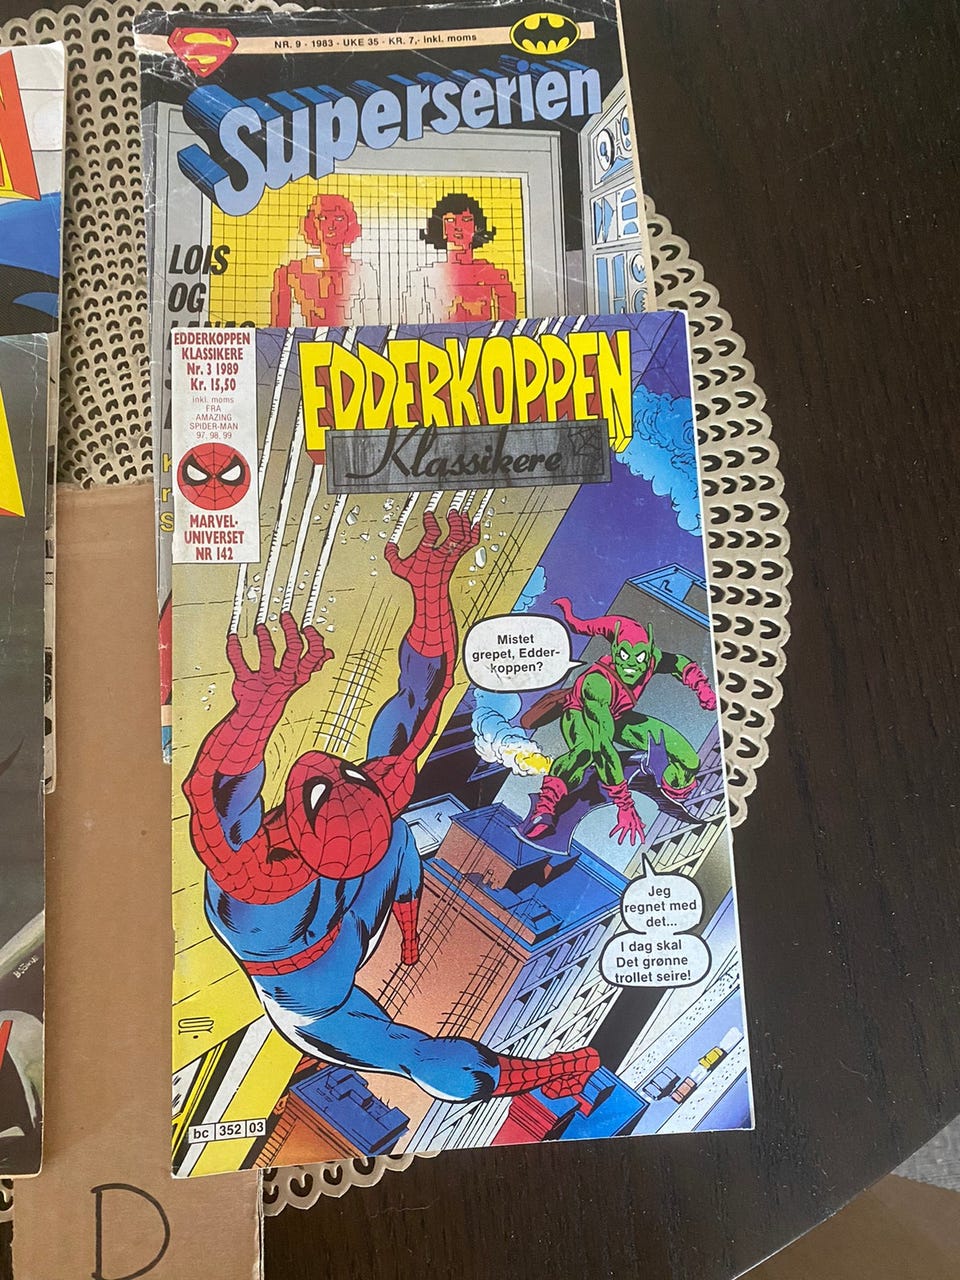 NR. 9 - 1983 - UKE 35 - KR. 7,- inkl. moms
Superserien
LOIS
OG
EDDERKOPPEN
KLASSIKERE
Nr. 3 1989
Kr. 15,50
inkl. moms
FRA
AMAZING
SPIDER-MAN
97, 98, 99
MARVEL-
UNIVERSET
NR 142
EDDERKOPPEN
Klassikere
Mistet
grepet, Edder-
koppen?
Jeg
regnet med
det...
I dag skal
Det grønne
trollet seire!
bc 352 03
D